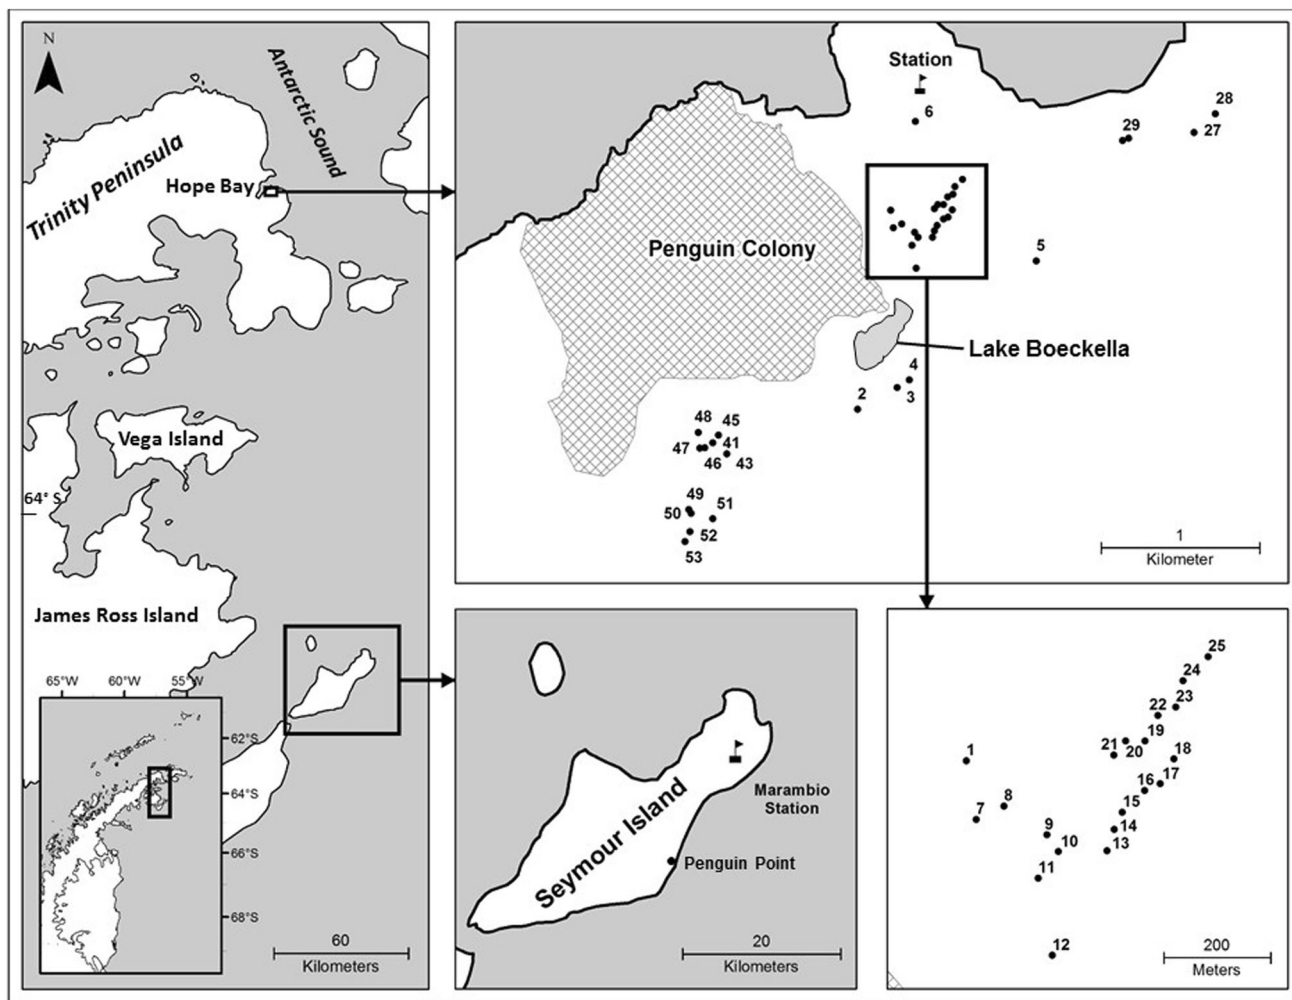 N
Antarctic Sound
Trinity Peninsula
Hope Bay
Vega Island
64° S
James Ross Island
65°W 60°W 55°W
62°S
64°S
66°S
68°S
60
Kilometers
Station
6
28
29
27
Penguin Colony
5
Lake Boeckella
4
2
3
48 45
47 41
46 43
49
51
50
52
53
1
Kilometer
Marambio
Station
Seymour Island
Penguin Point
20
Kilometers
25
24
23
22
19
21
20
18
1
17
16
8
15
7
14
9
10
13
11
12
200
Meters